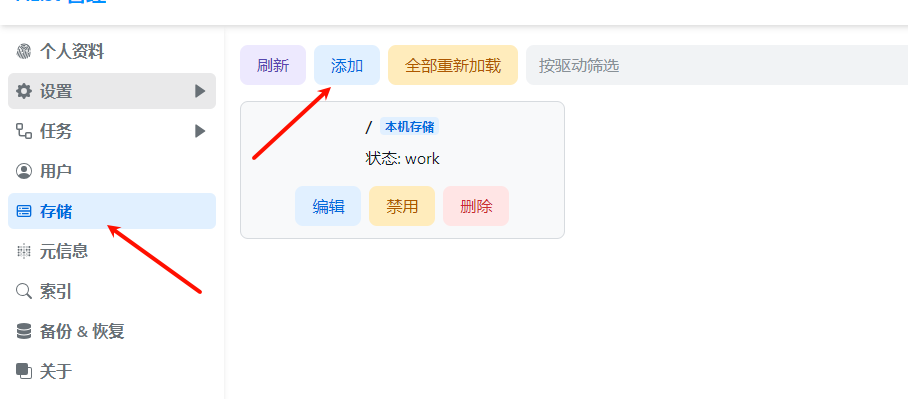 个人资料
设置
任务
用户
存储
元信息
索引
备份 & 恢复
关于
刷新 添加 全部重新加载 按驱动筛选
/ 本机存储
状态: work
编辑 禁用 删除